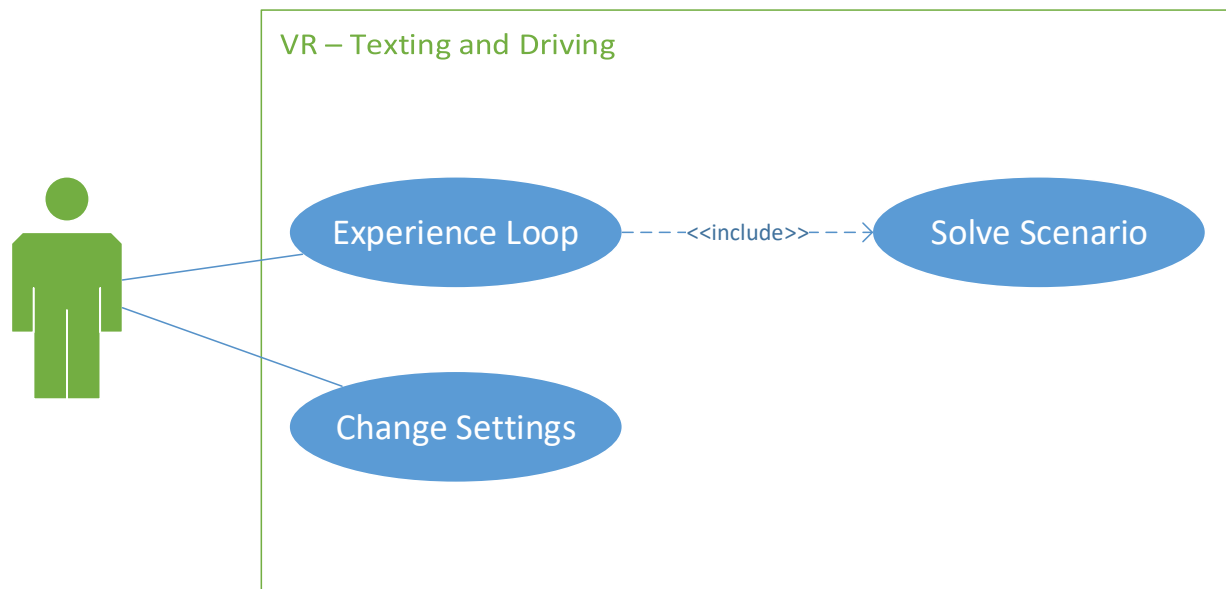 VR – Texting and Driving
Experience Loop
<<include>>
Solve Scenario
Change Settings